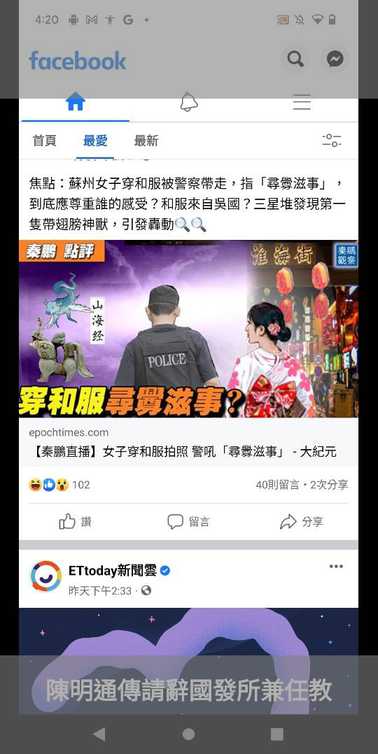 4:20
facebook
首頁
最愛
最新
焦點：蘇州女子穿和服被警察帶走，指「尋釁滋事」，
到底應尊重誰的感受？和服來自吳國？三星堆發現第一
隻帶翅膀神獸，引發轟動🔍🔍
秦鵬 點評
淮海街
秦鵬
觀察
山海经
POLICE
穿和服尋釁滋事？
epochtimes.com
【秦鵬直播】女子穿和服拍照 警吼「尋釁滋事」 - 大紀元
102
40則留言・2次分享
讚
留言
分享
ETtoday新聞雲
昨天下午2:33
陳明通傳請辭國發所兼任教